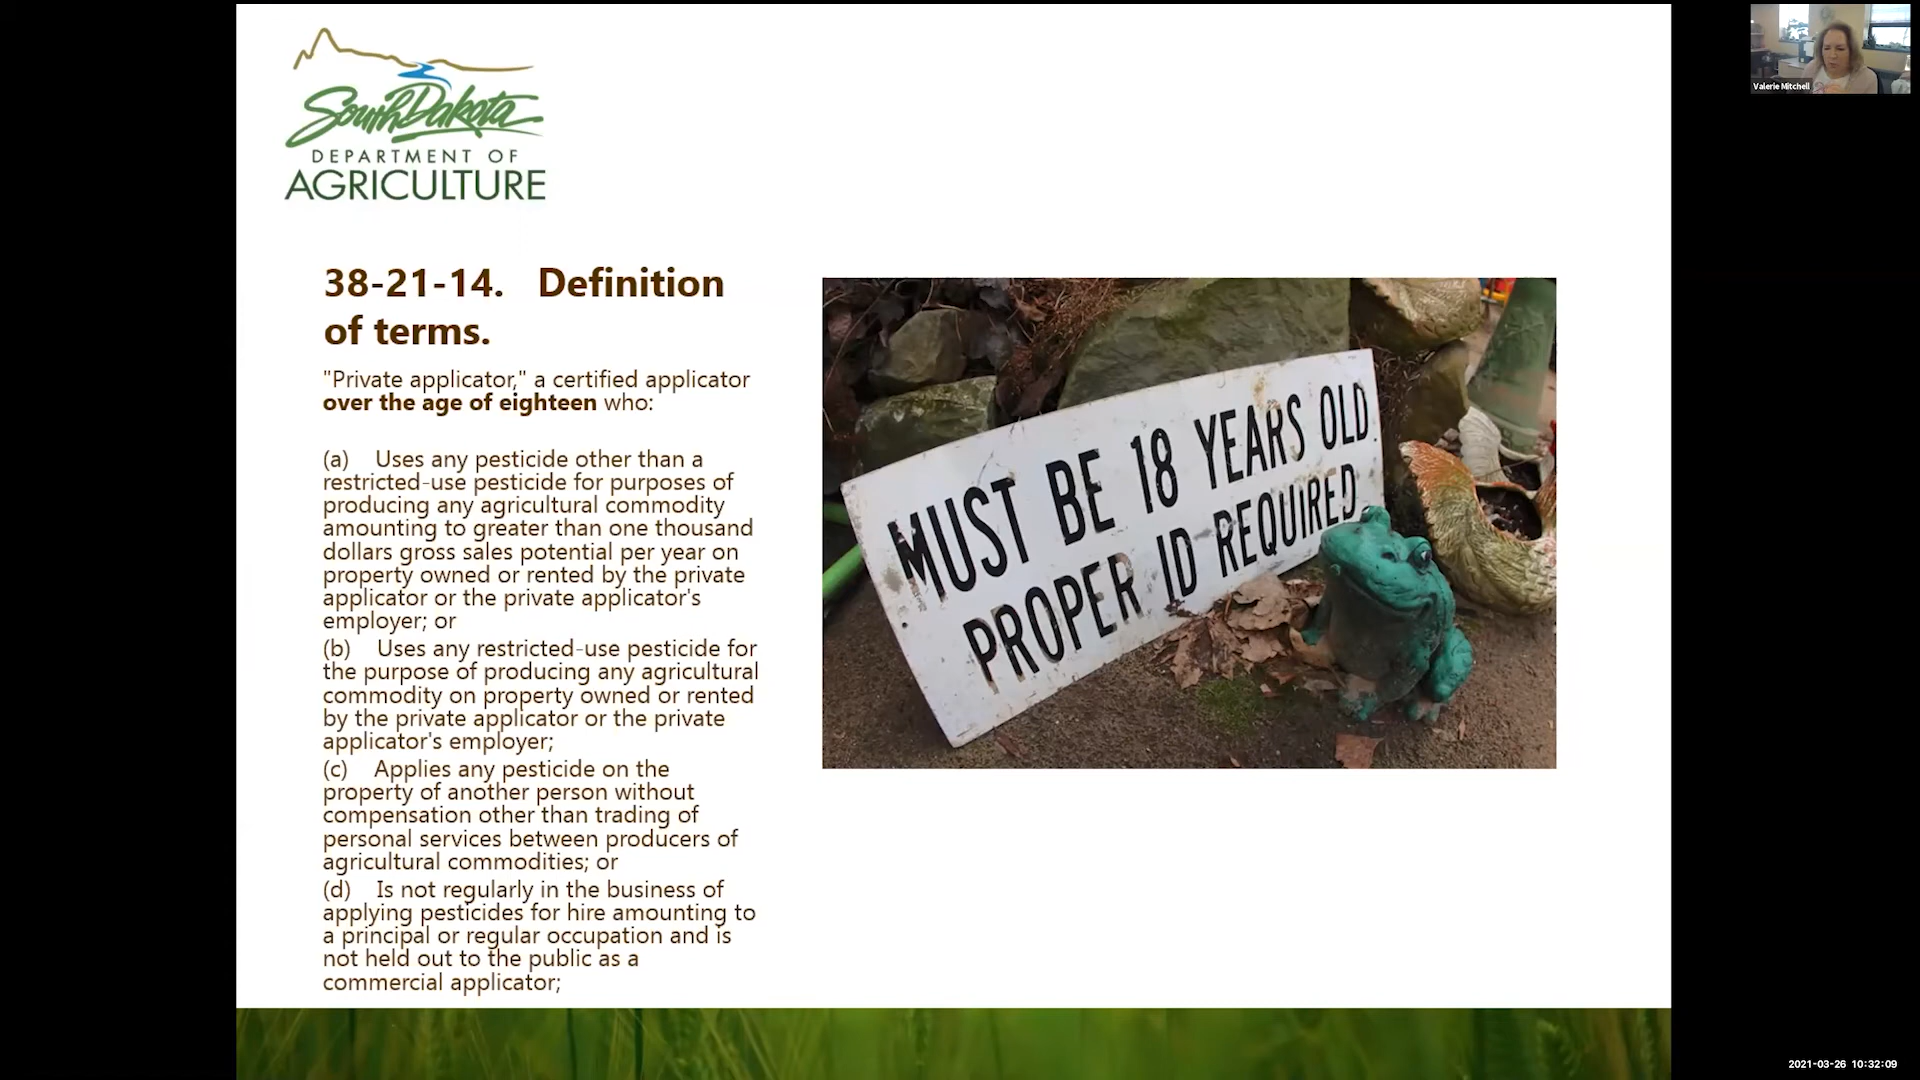 South Dakota
DEPARTMENT OF
AGRICULTURE
Valerie Mitchell
38-21-14. Definition
of terms.
"Private applicator," a certified applicator
over the age of eighteen who:
(a) Uses any pesticide other than a
restricted-use pesticide for purposes of
producing any agricultural commodity
amounting to greater than one thousand
dollars gross sales potential per year on
property owned or rented by the private
applicator or the private applicator's
employer; or
(b) Uses any restricted-use pesticide for
the purpose of producing any agricultural
commodity on property owned or rented
by the private applicator or the private
applicator's employer;
(c) Applies any pesticide on the
property of another person without
compensation other than trading of
personal services between producers of
agricultural commodities; or
(d) Is not regularly in the business of
applying pesticides for hire amounting to
a principal or regular occupation and is
not held out to the public as a
commercial applicator;
MUST BE 18 YEARS OLD.
PROPER ID REQUIRED
2021-03-26 10:32:09